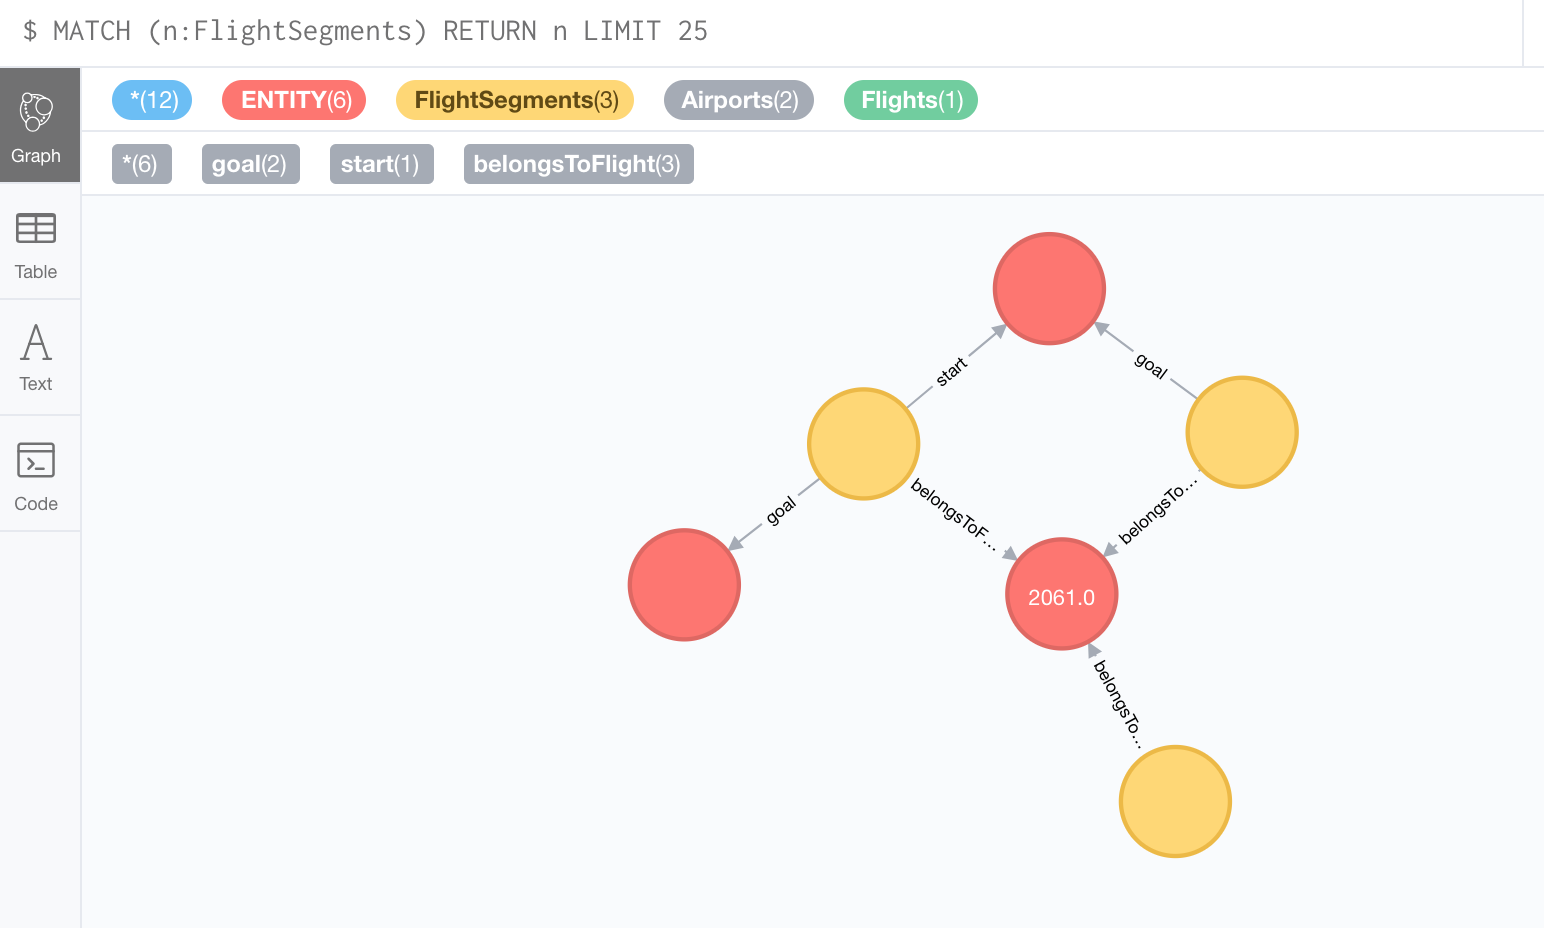 $ MATCH (n:FlightSegments) RETURN n LIMIT 25
*(12) ENTITY(6) FlightSegments(3) Airports(2) Flights(1)
*(6) goal(2) start(1) belongsToFlight(3)
Graph
Table
Text
Code
start
goal
goal
belongsToF...
belongsTo...
2061.0
belongsTo...